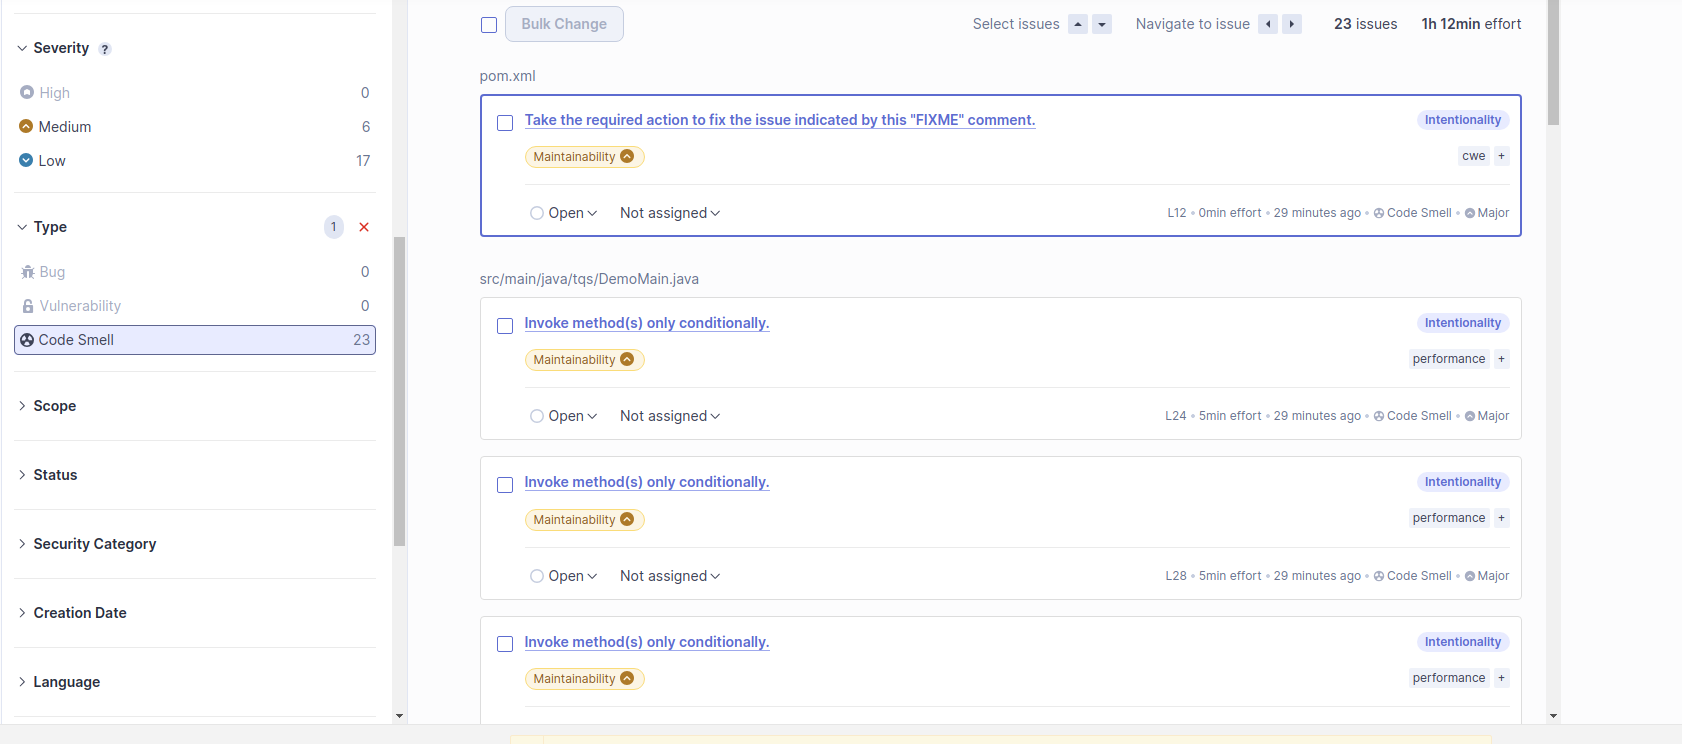 Severity ?
High 0
Medium 6
Low 17
Type 1
Bug 0
Vulnerability 0
Code Smell 23
Scope
Status
Security Category
Creation Date
Language
Bulk Change Select issues Navigate to issue 23 issues 1h 12min effort
pom.xml
Take the required action to fix the issue indicated by this "FIXME" comment. Intentionality
Maintainability cwe +
Open Not assigned L12 • 0min effort • 29 minutes ago • Code Smell • Major
src/main/java/tqs/DemoMain.java
Invoke method(s) only conditionally. Intentionality
Maintainability performance +
Open Not assigned L24 • 5min effort • 29 minutes ago • Code Smell • Major
Invoke method(s) only conditionally. Intentionality
Maintainability performance +
Open Not assigned L28 • 5min effort • 29 minutes ago • Code Smell • Major
Invoke method(s) only conditionally. Intentionality
Maintainability performance +